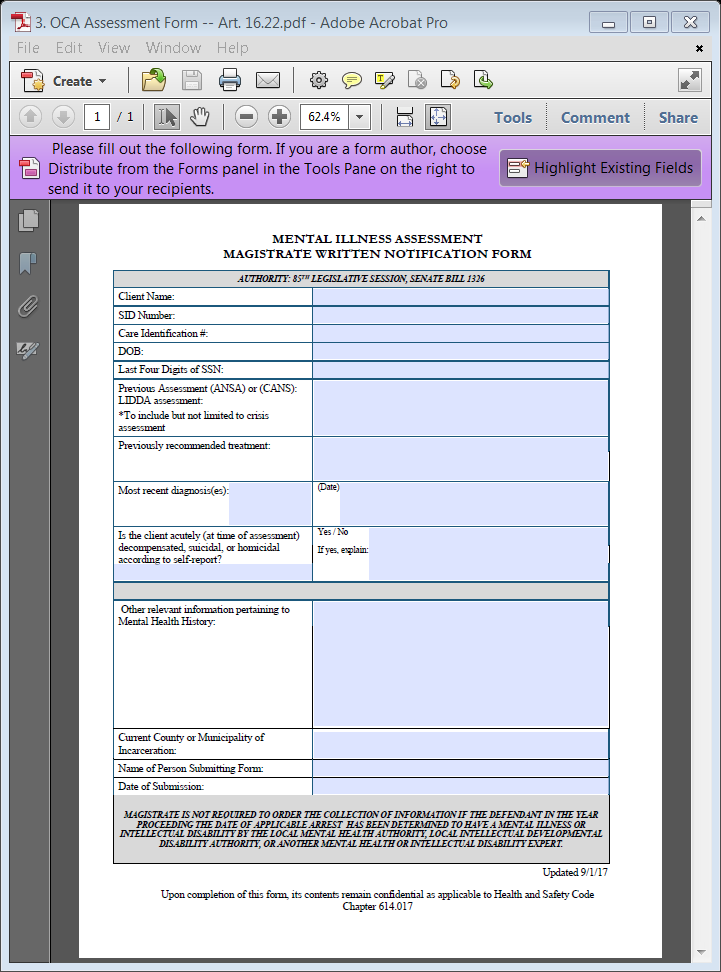 3. OCA Assessment Form -- Art. 16.22.pdf - Adobe Acrobat Pro
File Edit View Window Help
Create
1 / 1
62.4%
Tools Comment Share
Please fill out the following form. If you are a form author, choose
Distribute from the Forms panel in the Tools Pane on the right to
send it to your recipients.
Highlight Existing Fields
MENTAL ILLNESS ASSESSMENT
MAGISTRATE WRITTEN NOTIFICATION FORM
AUTHORITY: 85TH LEGISLATIVE SESSION, SENATE BILL 1326
Client Name:
SID Number:
Care Identification #:
DOB:
Last Four Digits of SSN:
Previous Assessment (ANSA) or (CANS):
LIDDA assessment:
*To include but not limited to crisis
assessment
Previously recommended treatment:
Most recent diagnosis(es):
(Date)
Is the client acutely (at time of assessment)
decompensated, suicidal, or homicidal
according to self-report?
Yes / No
If yes, explain:
Other relevant information pertaining to
Mental Health History:
Current County or Municipality of
Incarceration:
Name of Person Submitting Form:
Date of Submission:
MAGISTRATE IS NOT REQUIRED TO ORDER THE COLLECTION OF INFORMATION IF THE DEFENDANT IN THE YEAR
PROCEEDING THE DATE OF APPLICABLE ARREST HAS BEEN DETERMINED TO HAVE A MENTAL ILLNESS OR
INTELLECTUAL DISABILITY BY THE LOCAL MENTAL HEALTH AUTHORITY, LOCAL INTELLECTUAL DEVELOPMENTAL
DISABILITY AUTHORITY, OR ANOTHER MENTAL HEALTH OR INTELLECTUAL DISABILITY EXPERT.
Updated 9/1/17
Upon completion of this form, its contents remain confidential as applicable to Health and Safety Code
Chapter 614.017